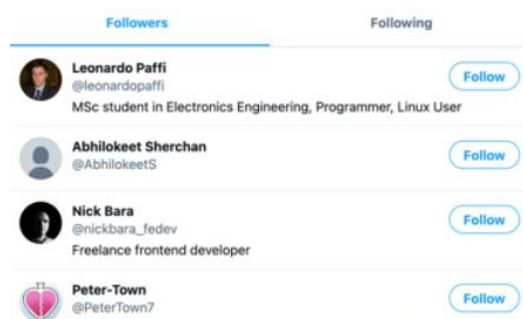 Followers Following
Leonardo Paffi
@leonardopaffi
Follow
MSc student in Electronics Engineering, Programmer, Linux User
Abhilokeet Sherchan
@AbhilokeetS
Follow
Nick Bara
@nickbara_fedev
Follow
Freelance frontend developer
Peter-Town
@PeterTown7
Follow